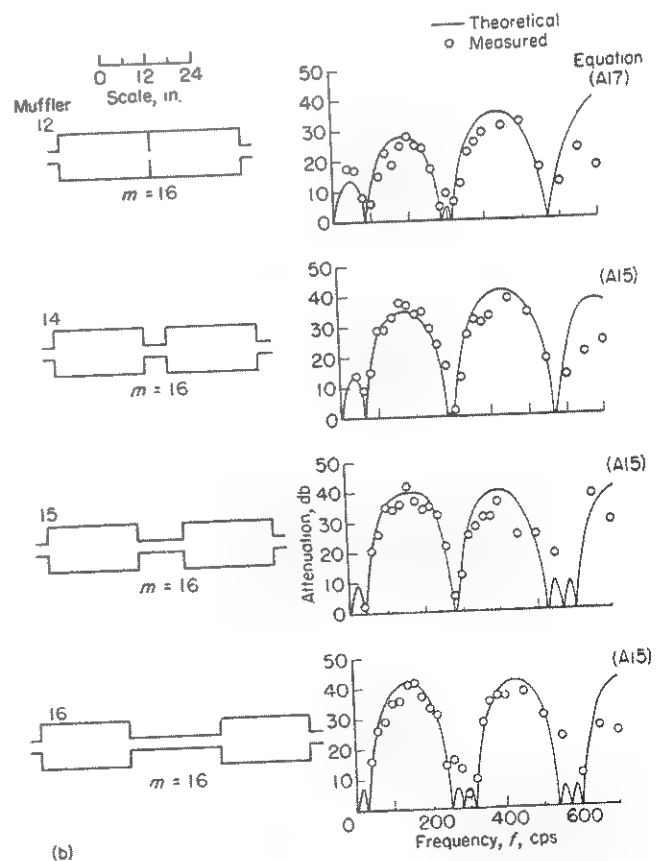 — Theoretical
○ Measured
0 12 24
Scale, in.
Muffler
12
m = 16
Equation
(A17)
50
40
30
20
10
0
14
m = 16
(A15)
50
40
30
20
10
0
15
m = 16
(A15)
50
40
30
20
10
0
Attenuation, db
16
m = 16
(A15)
50
40
30
20
10
0 200 400 600
Frequency, f, cps
(b)